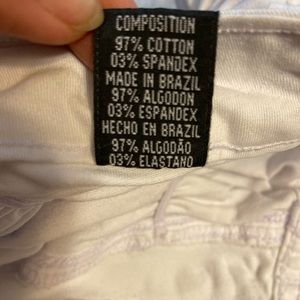 COMPOSITION
97% COTTON
03% SPANDEX
MADE IN BRAZIL
97% ALGODON
03% ESPANDEX
HECHO EN BRAZIL
97% ALGODÃO
03% ELASTANO